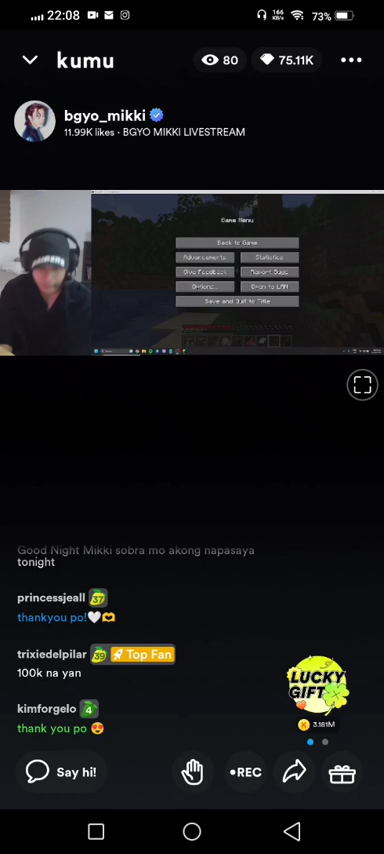 22:08
166
KB/s
73%
kumu
80
75.11K
bgyo_mikki
11.99K likes · BGYO MIKKI LIVESTREAM
Game Menu
Back to Game
Advancements
Statistics
Give Feedback
Report Bugs
Options...
Open to LAN
Save and Quit to Title
Good Night Mikki sobra mo akong napasaya
tonight
princessjeall 37
thankyou po!🤍🫶
trixiedelpilar 39 Top Fan
100k na yan
kimforgelo 4
thank you po 😍
LUCKY
GIFT
K 3.181M
Say hi!
•REC